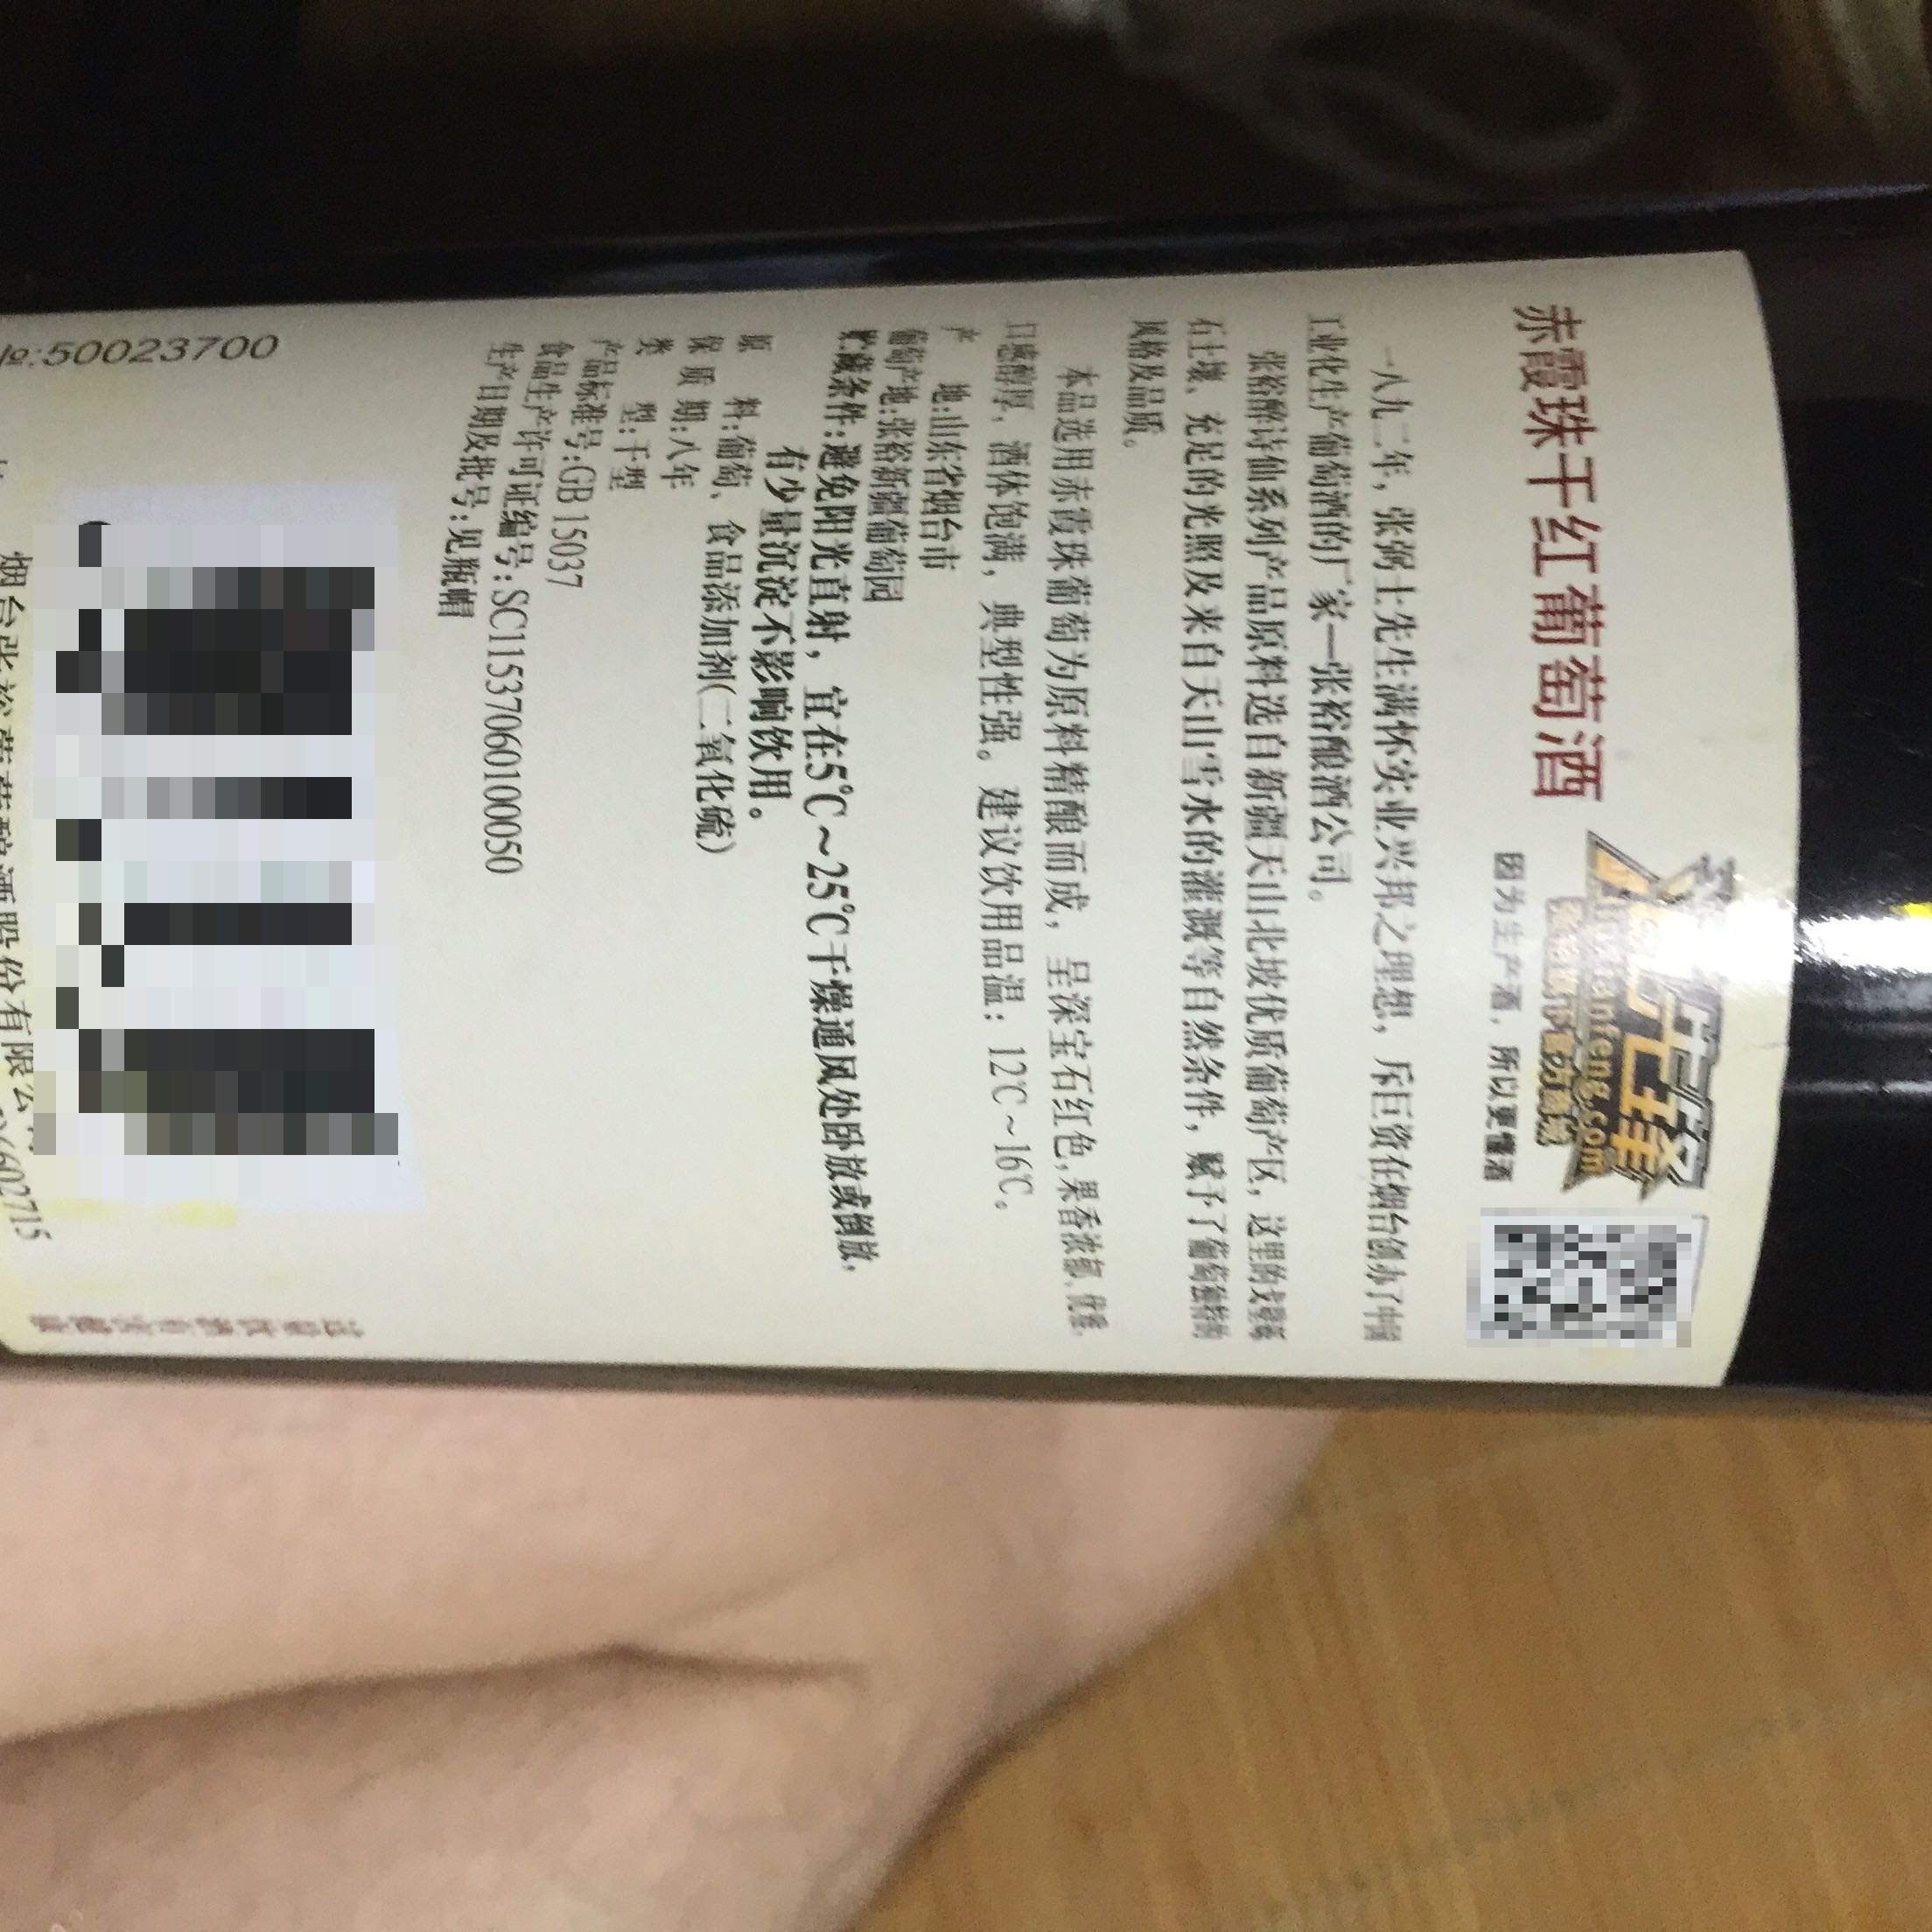 赤霞珠干红葡萄酒
因为生产酒，所以更懂酒
一八九二年，张弼士先生满怀实业兴邦之理想，斥巨资在烟台创办了中国
工业化生产葡萄酒的厂家—张裕酿酒公司。
张裕醉诗仙系列产品原料选自新疆天山北坡优质葡萄产区，这里的戈壁砾
石土壤、充足的光照及来自天山雪水的灌溉等自然条件，赋予了葡萄独特的
风格及品质。
本品选用赤霞珠葡萄为原料精酿而成，呈深宝石红色,果香浓郁,优雅,
口感醇厚，酒体饱满，典型性强。建议饮用品温：12℃~16℃。
产 地:山东省烟台市
葡萄产地:张裕新疆葡萄园
贮藏条件:避免阳光直射，宜在5℃~25℃干燥通风处卧放或倒放,
有少量沉淀不影响饮用。
原 料:葡萄、食品添加剂(二氧化硫)
保 质 期:八年
类 型:干型
产品标准号:GB 15037
食品生产许可证编号:SC11537060100050
生产日期及批号:见瓶帽
№:50023700
过量饮酒有害健康